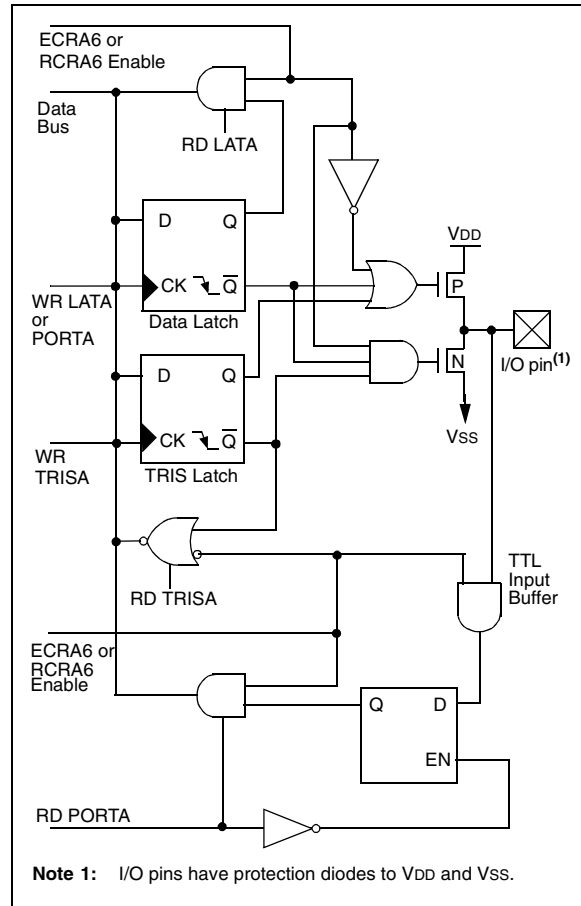 ECRA6 or
RCRA6 Enable
Data
Bus
RD LATA
D Q
VDD
WR LATA
or
PORTA
CK Q
Data Latch
P
I/O pin(1)
D Q
N
CK Q
VSS
WR
TRISA
TRIS Latch
RD TRISA
TTL
Input
Buffer
ECRA6 or
RCRA6
Enable
Q D
EN
RD PORTA
Note 1: I/O pins have protection diodes to VDD and VSS.